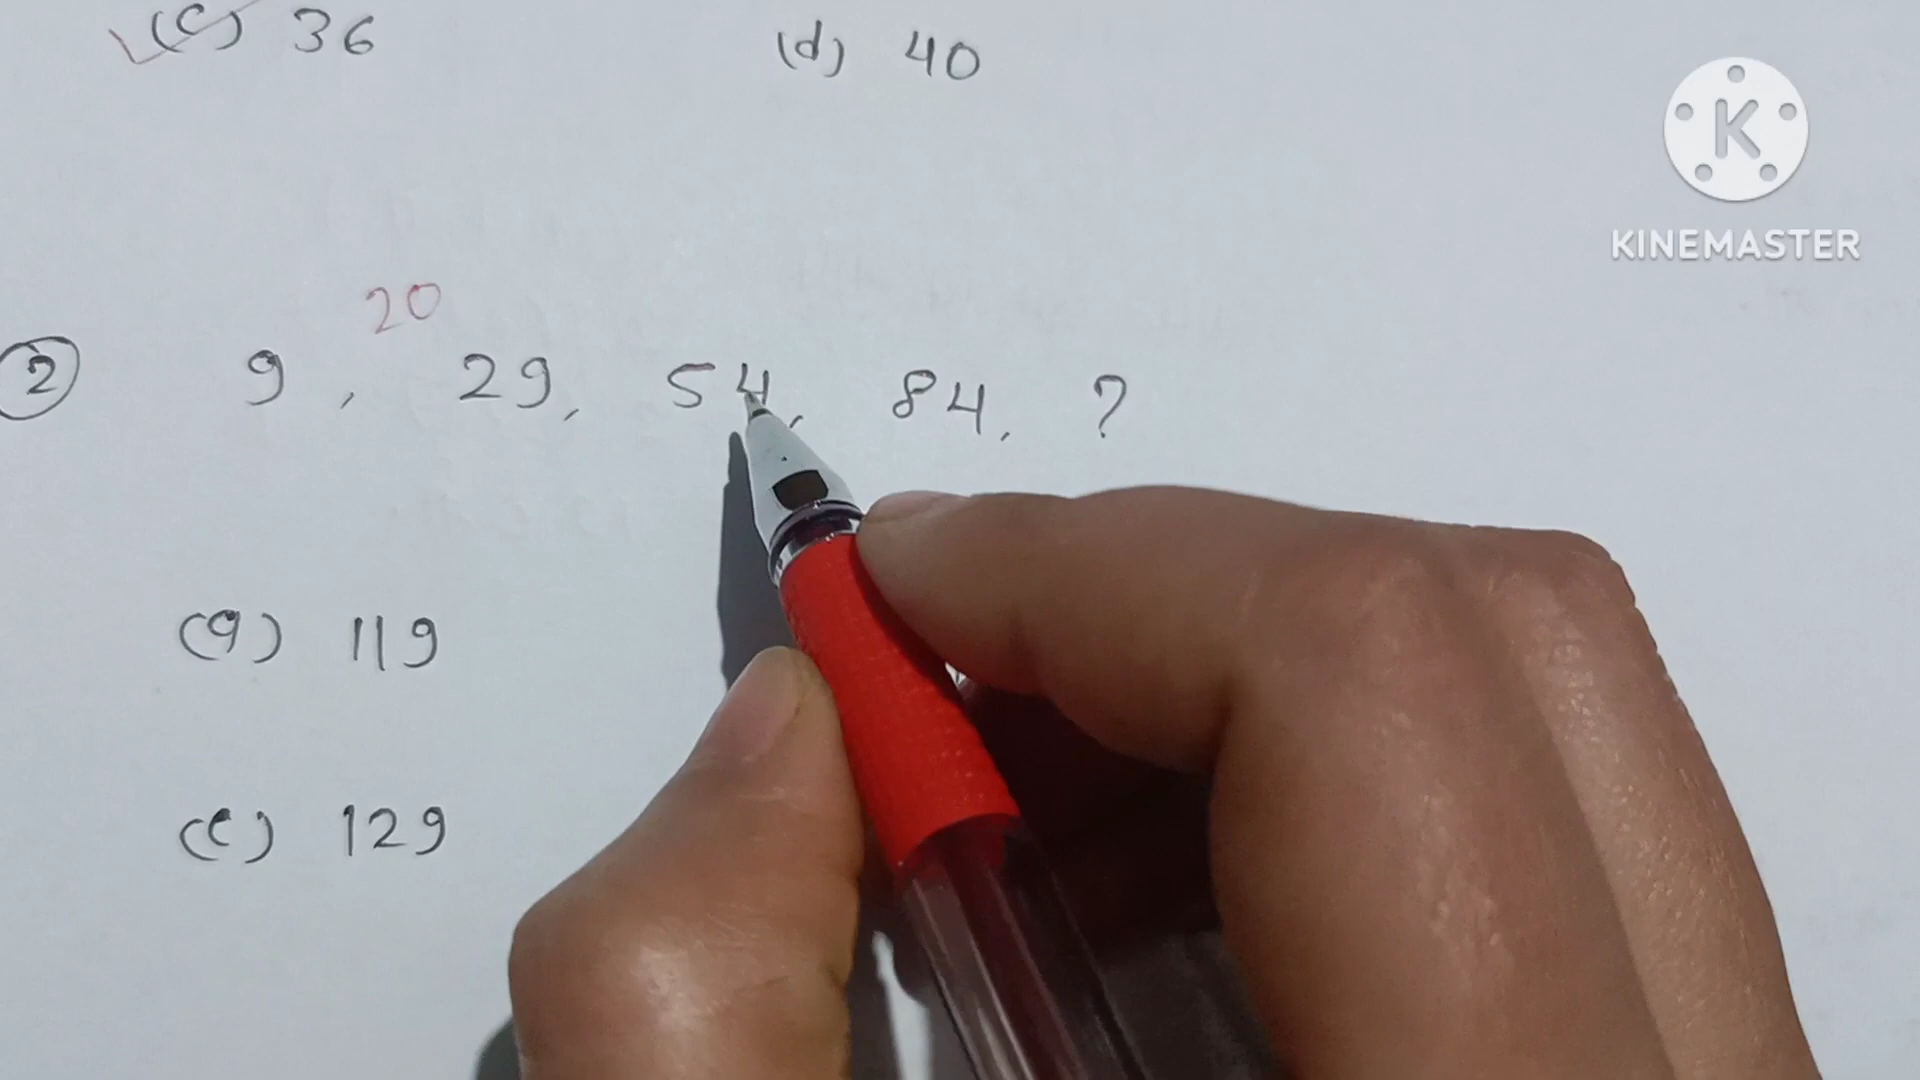 (c) 36 (d) 40
K
KINEMASTER
20
2 9, 29, 54, 84, ?
(a) 119
(c) 129